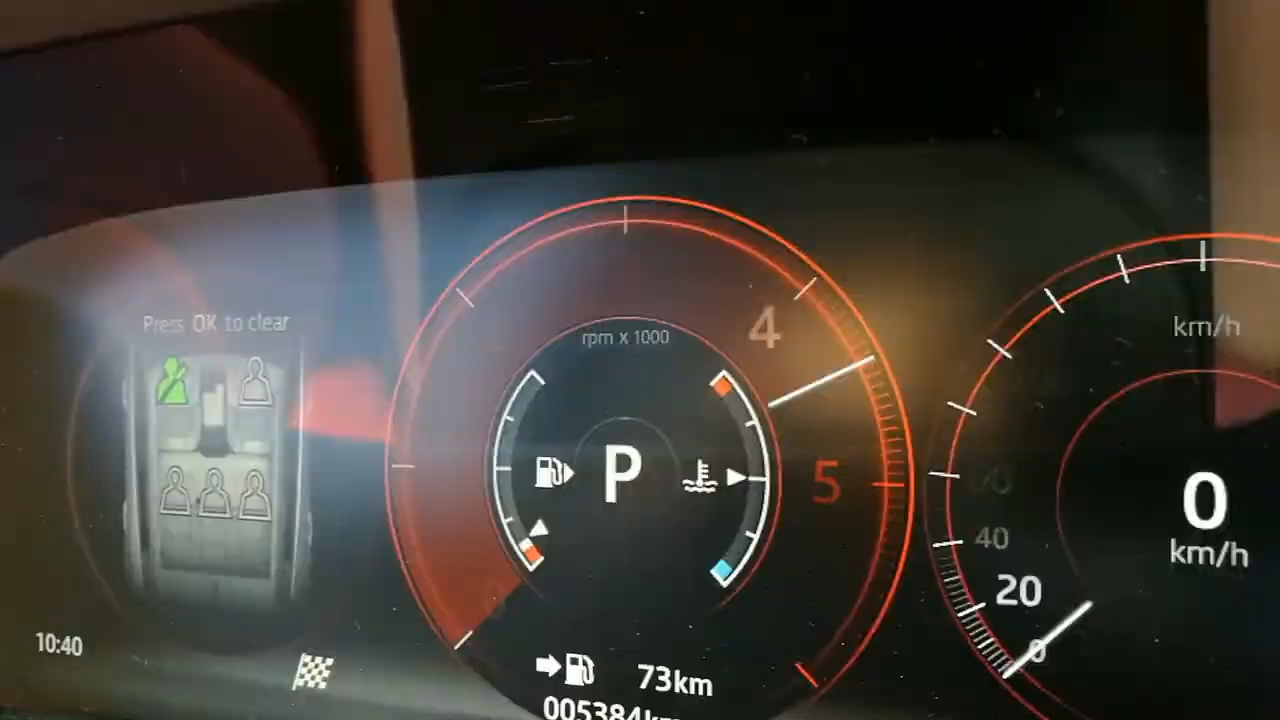 Press OK to clear
rpm x 1000
4
5
P
10:40
73km
005384km
km/h
0
km/h
40
20
0